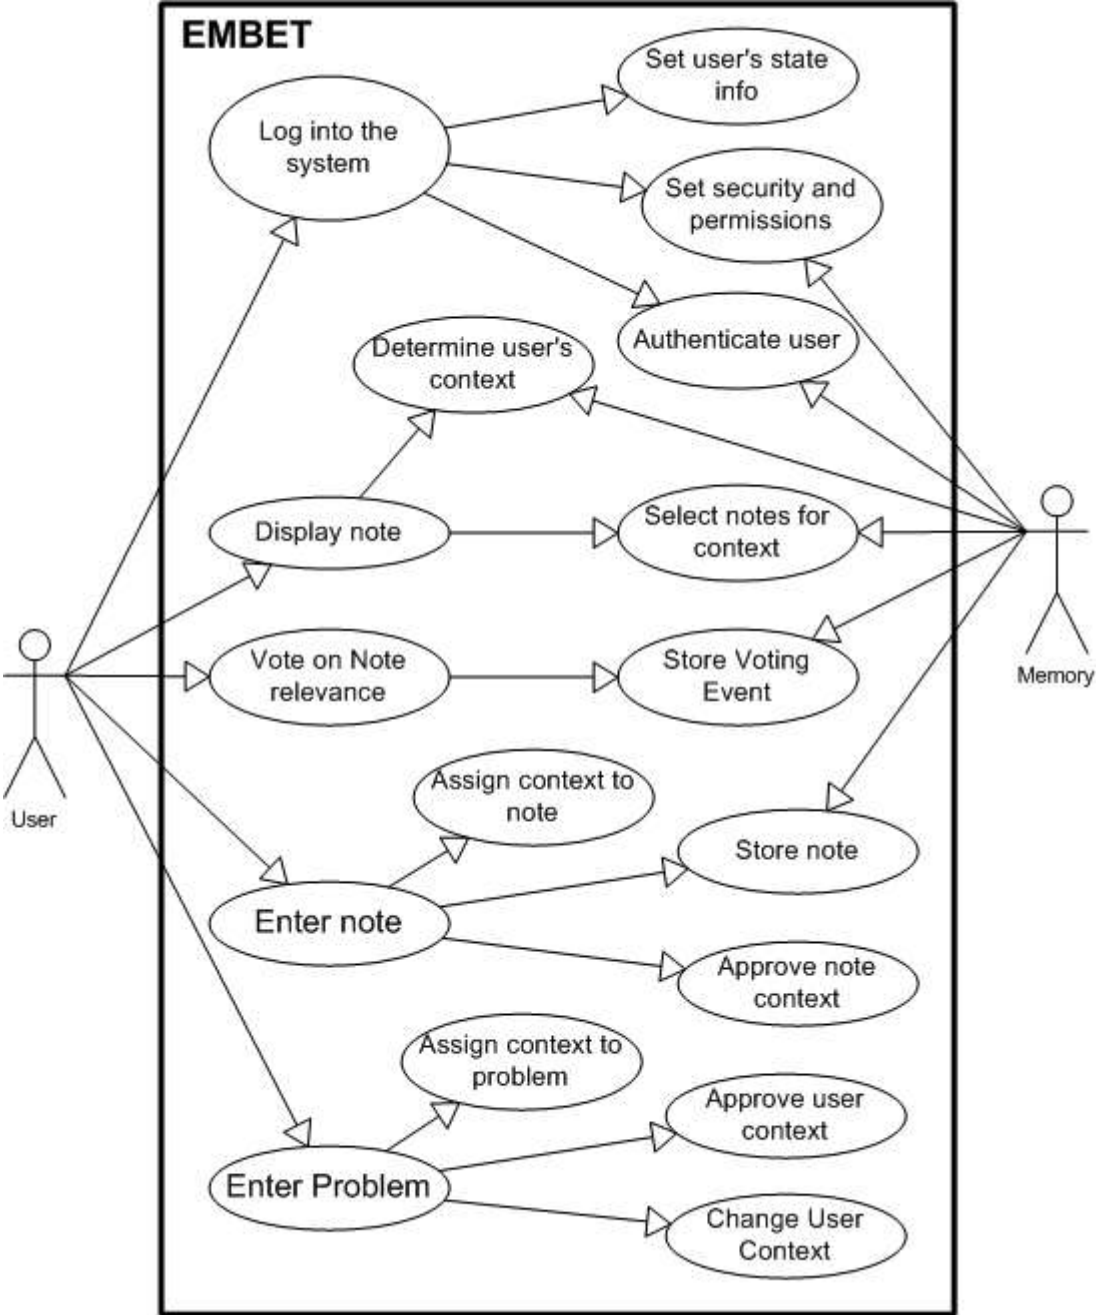 EMBET
Set user's state
info
Log into the
system
Set security and
permissions
Authenticate user
Determine user's
context
Display note
Select notes for
context
Memory
Vote on Note
relevance
Store Voting
Event
User
Assign context to
note
Store note
Enter note
Approve note
context
Assign context to
problem
Approve user
context
Enter Problem
Change User
Context